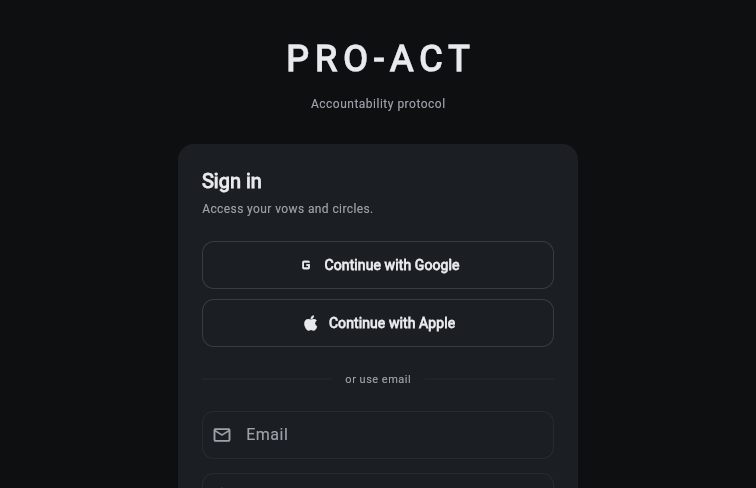 PRO-ACT
Accountability protocol
Sign in
Access your vows and circles.
G Continue with Google
Continue with Apple
or use email
Email